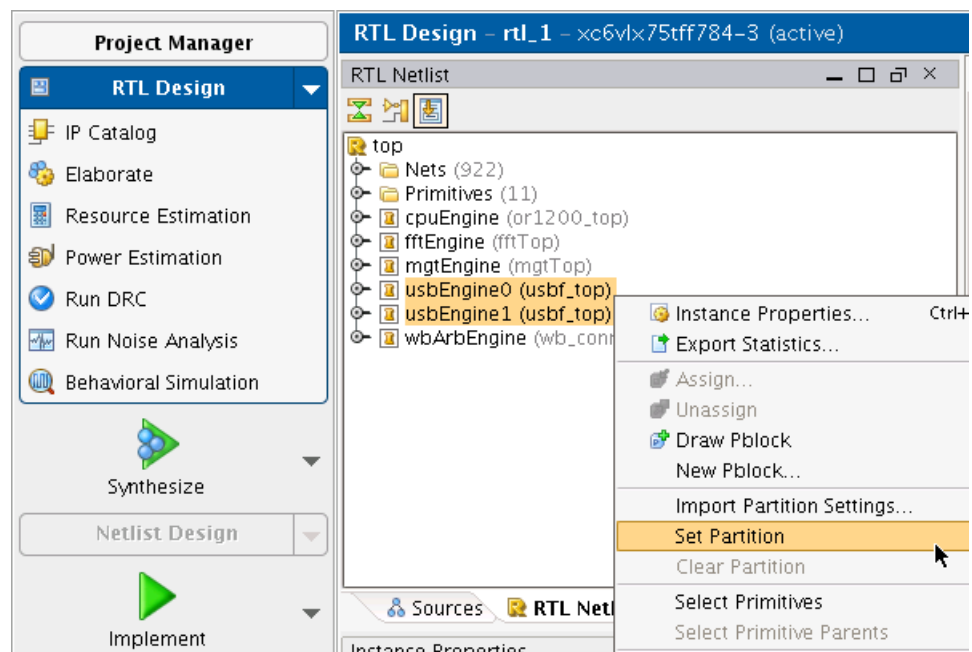 Project Manager
RTL Design
IP Catalog
Elaborate
Resource Estimation
Power Estimation
Run DRC
Run Noise Analysis
Behavioral Simulation
Synthesize
Netlist Design
Implement
RTL Design - rtl_1 - xc6vlx75tff784-3 (active)
RTL Netlist
top
Nets (922)
Primitives (11)
cpuEngine (or1200_top)
fftEngine (fftTop)
mgtEngine (mgtTop)
usbEngine0 (usbf_top)
usbEngine1 (usbf_top)
wbArbEngine (wb_conn
Sources RTL Netl
Instance Properties
Instance Properties... Ctrl+
Export Statistics...
Assign...
Unassign
Draw Pblock
New Pblock...
Import Partition Settings...
Set Partition
Clear Partition
Select Primitives
Select Primitive Parents